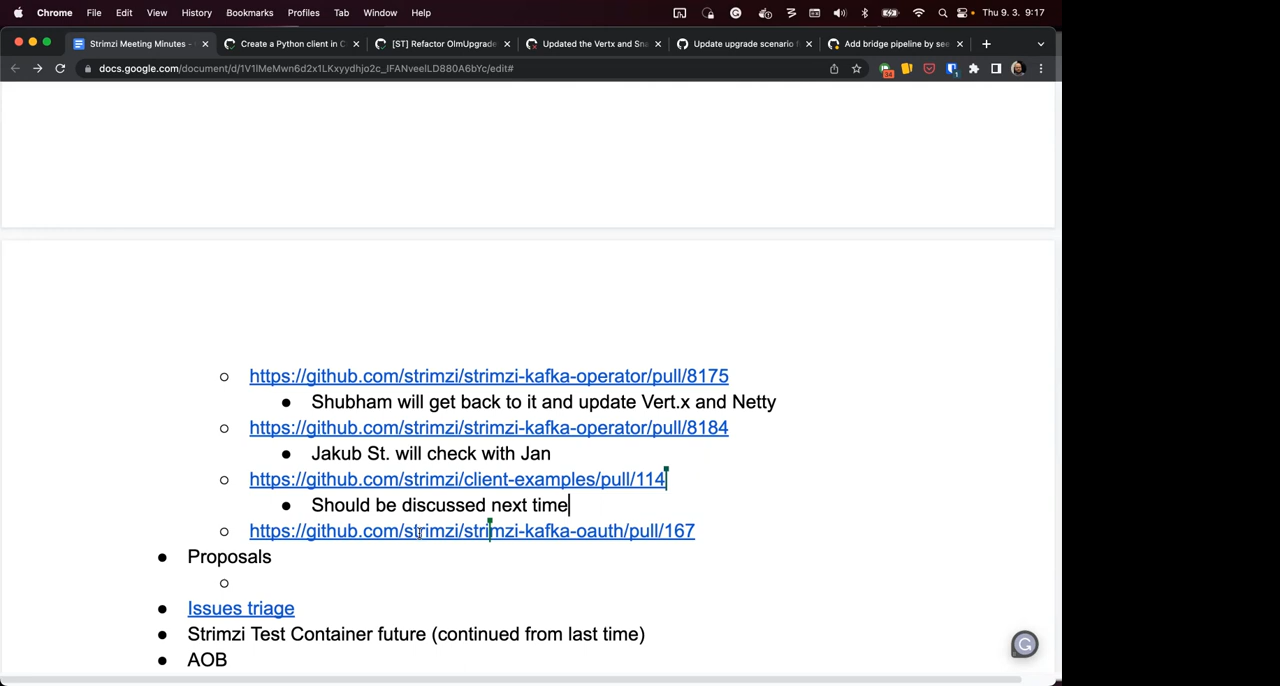 Chrome File Edit View History Bookmarks Profiles Tab Window Help Thu 9. 3. 9:17
Strimzi Meeting Minutes - Create a Python client in C [ST] Refactor OlmUpgrade Updated the Vertx and Sna Update upgrade scenario f Add bridge pipeline by see
docs.google.com/document/d/1V1lMeMwn6d2x1LKxyydhjo2c_IFANveelLD880A6bYc/edit#
34
https://github.com/strimzi/strimzi-kafka-operator/pull/8175
Shubham will get back to it and update Vert.x and Netty
https://github.com/strimzi/strimzi-kafka-operator/pull/8184
Jakub St. will check with Jan
https://github.com/strimzi/client-examples/pull/114
Should be discussed next time
https://github.com/strimzi/strimzi-kafka-oauth/pull/167
Proposals
Issues triage
Strimzi Test Container future (continued from last time)
AOB